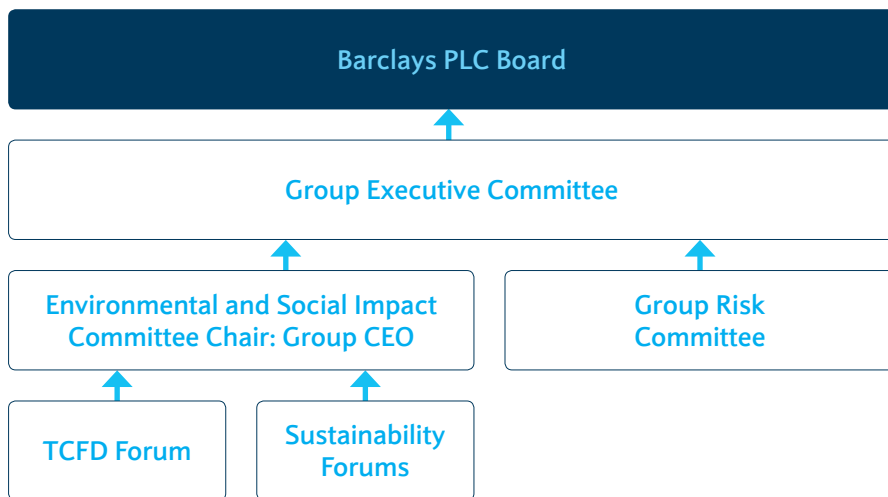 Barclays PLC Board
Group Executive Committee
Environmental and Social Impact
Committee Chair: Group CEO
Group Risk
Committee
TCFD Forum
Sustainability
Forums